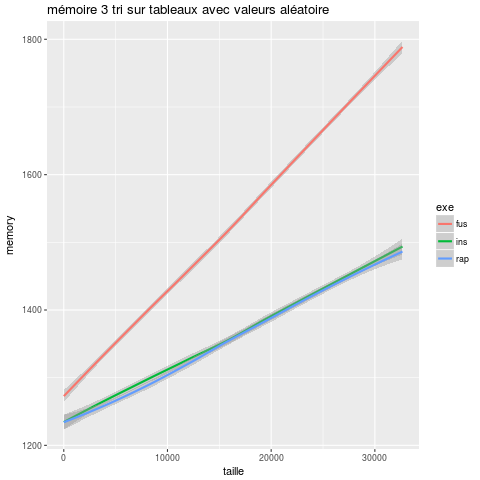 mémoire 3 tri sur tableaux avec valeurs aléatoire
1800
1600
1400
1200
memory
0
10000
20000
30000
taille
exe
fus
ins
rap